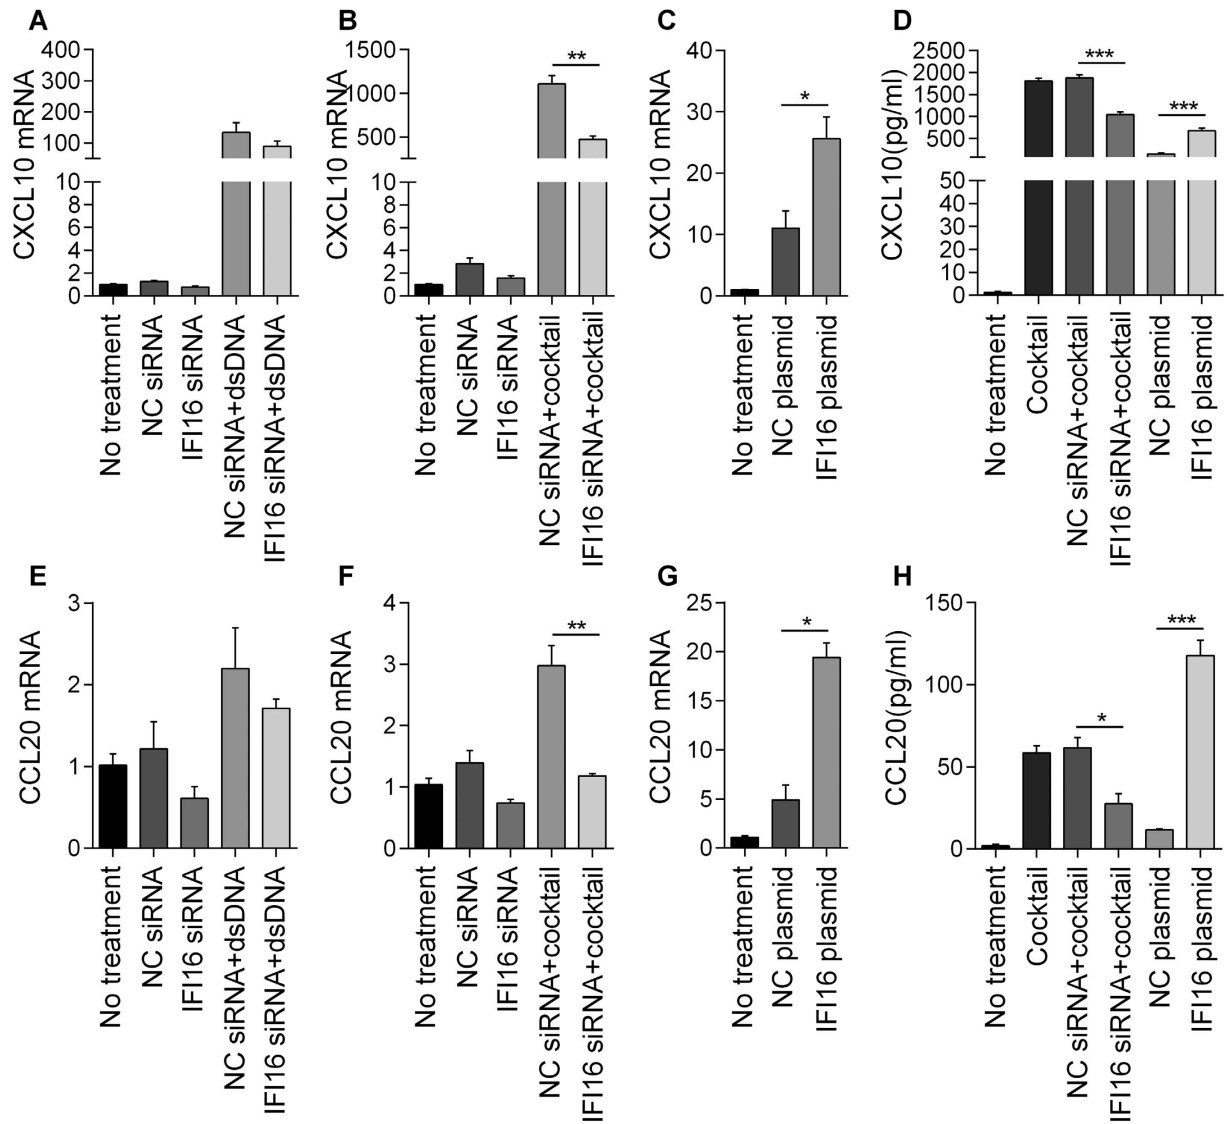 A
CXCL10 mRNA
400
300
200
100
10
8
6
4
2
0
No treatment
NC siRNA
IFI16 siRNA
NC siRNA+dsDNA
IFI16 siRNA+dsDNA
B
CXCL10 mRNA
1500
1000
500
10
8
6
4
2
0
**
No treatment
NC siRNA
IFI16 siRNA
NC siRNA+cocktail
IFI16 siRNA+cocktail
C
CXCL10 mRNA
40
30
20
10
0
*
No treatment
NC plasmid
IFI16 plasmid
D
CXCL10(pg/ml)
2500
2000
1500
1000
500
50
40
30
20
10
0
***
***
No treatment
Cocktail
NC siRNA+cocktail
IFI16 siRNA+cocktail
NC plasmid
IFI16 plasmid
E
CCL20 mRNA
3
2
1
0
No treatment
NC siRNA
IFI16 siRNA
NC siRNA+dsDNA
IFI16 siRNA+dsDNA
F
CCL20 mRNA
4
3
2
1
0
**
No treatment
NC siRNA
IFI16 siRNA
NC siRNA+cocktail
IFI16 siRNA+cocktail
G
CCL20 mRNA
25
20
15
10
5
0
*
No treatment
NC plasmid
IFI16 plasmid
H
CCL20(pg/ml)
150
100
50
0
*
***
No treatment
Cocktail
NC siRNA+cocktail
IFI16 siRNA+cocktail
NC plasmid
IFI16 plasmid